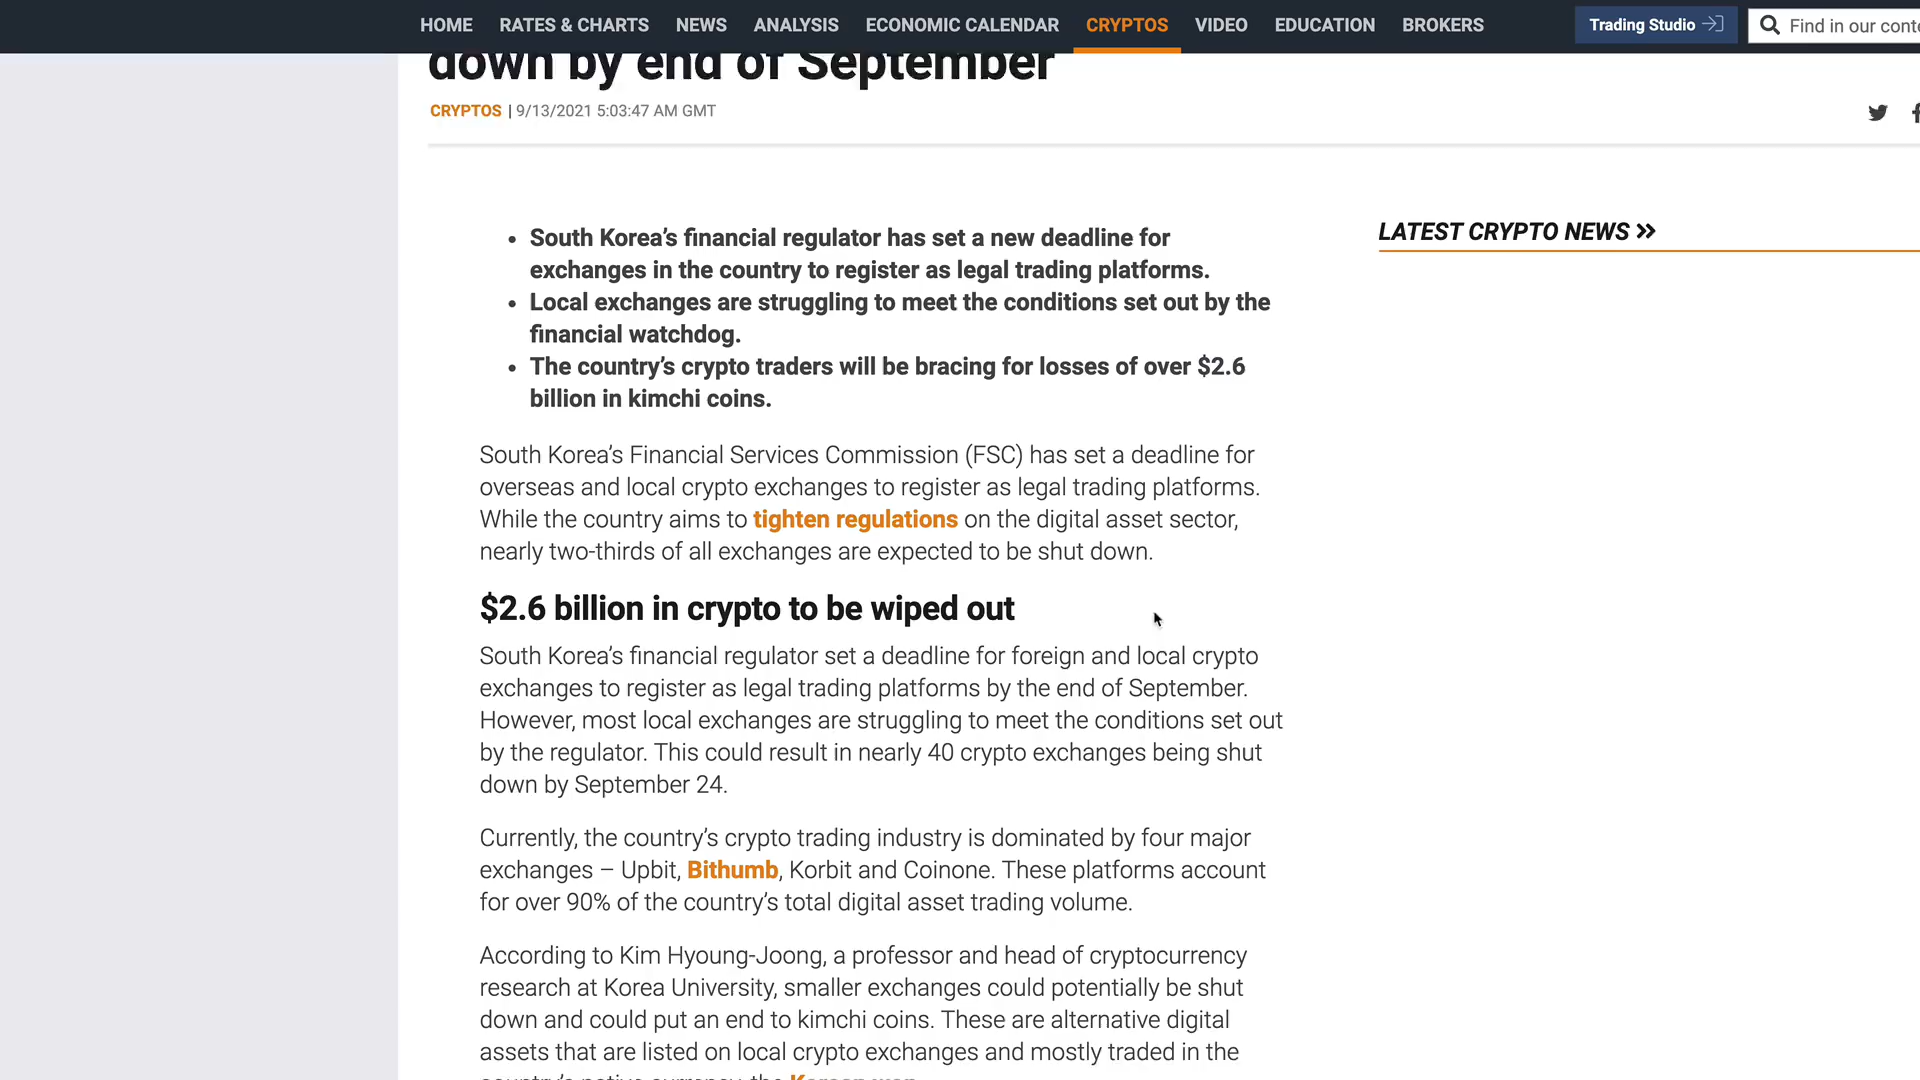 HOME RATES & CHARTS NEWS ANALYSIS ECONOMIC CALENDAR CRYPTOS VIDEO EDUCATION BROKERS Trading Studio Find in our conte
down by end of September
CRYPTOS | 9/13/2021 5:03:47 AM GMT
• South Korea’s financial regulator has set a new deadline for
exchanges in the country to register as legal trading platforms.
• Local exchanges are struggling to meet the conditions set out by the
financial watchdog.
• The country’s crypto traders will be bracing for losses of over $2.6
billion in kimchi coins.
LATEST CRYPTO NEWS
South Korea’s Financial Services Commission (FSC) has set a deadline for
overseas and local crypto exchanges to register as legal trading platforms.
While the country aims to tighten regulations on the digital asset sector,
nearly two-thirds of all exchanges are expected to be shut down.
$2.6 billion in crypto to be wiped out
South Korea’s financial regulator set a deadline for foreign and local crypto
exchanges to register as legal trading platforms by the end of September.
However, most local exchanges are struggling to meet the conditions set out
by the regulator. This could result in nearly 40 crypto exchanges being shut
down by September 24.
Currently, the country’s crypto trading industry is dominated by four major
exchanges – Upbit, Bithumb, Korbit and Coinone. These platforms account
for over 90% of the country’s total digital asset trading volume.
According to Kim Hyoung-Joong, a professor and head of cryptocurrency
research at Korea University, smaller exchanges could potentially be shut
down and could put an end to kimchi coins. These are alternative digital
assets that are listed on local crypto exchanges and mostly traded in the